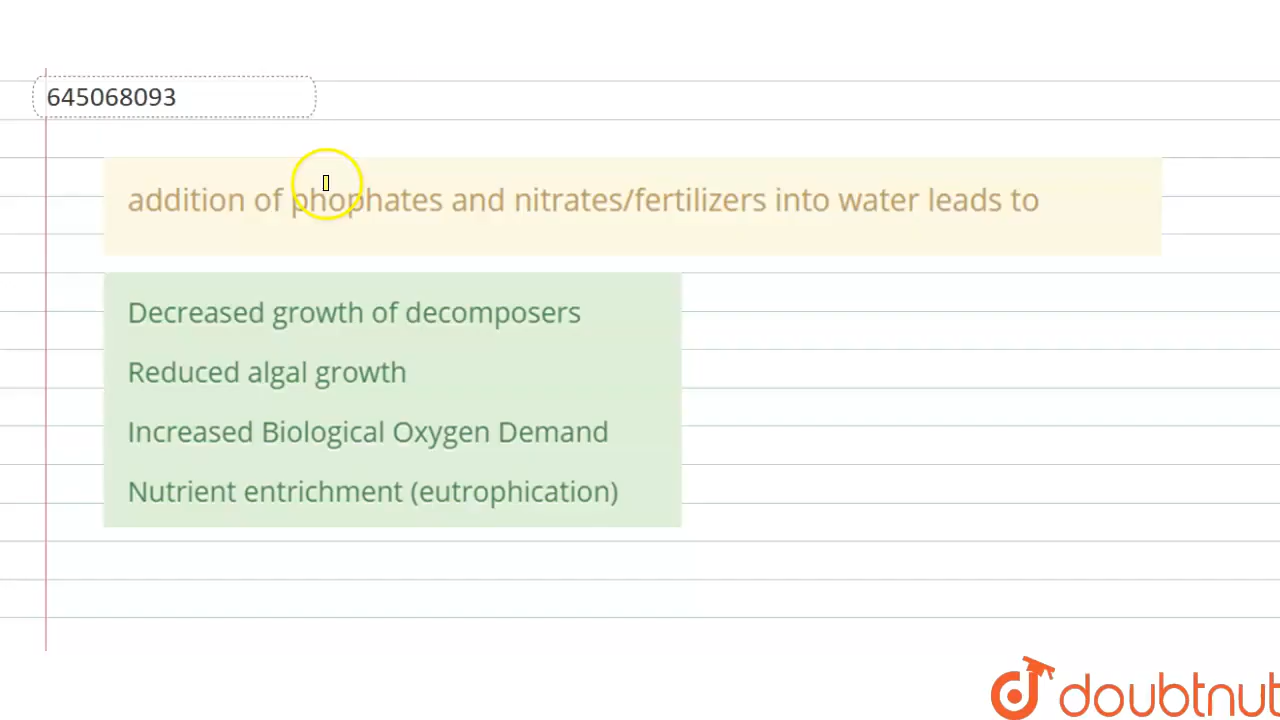 645068093
addition of phophates and nitrates/fertilizers into water leads to
Decreased growth of decomposers
Reduced algal growth
Increased Biological Oxygen Demand
Nutrient entrichment (eutrophication)
doubtnut